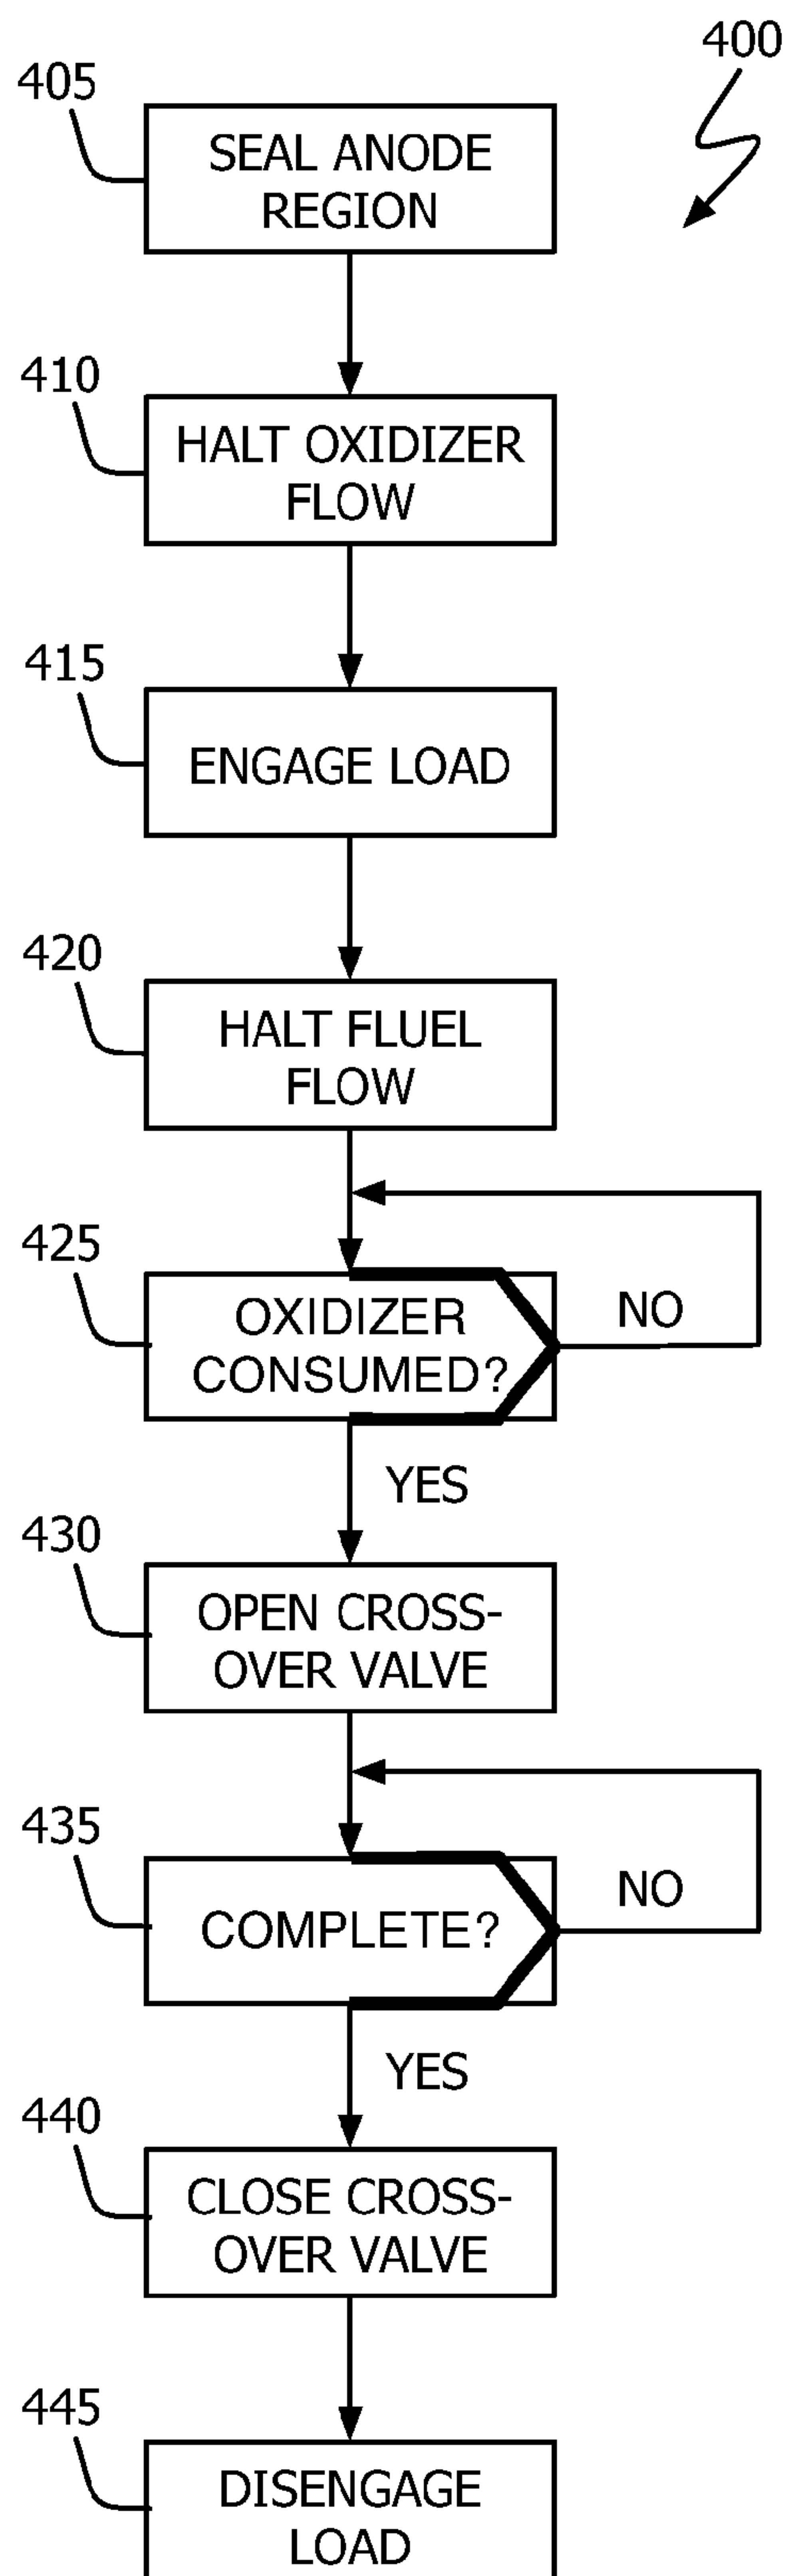 400
405
SEAL ANODE
REGION
410
HALT OXIDIZER
FLOW
415
ENGAGE LOAD
420
HALT FLUEL
FLOW
425
OXIDIZER
CONSUMED?
NO
YES
430
OPEN CROSS-
OVER VALVE
435
COMPLETE?
NO
YES
440
CLOSE CROSS-
OVER VALVE
445
DISENGAGE
LOAD